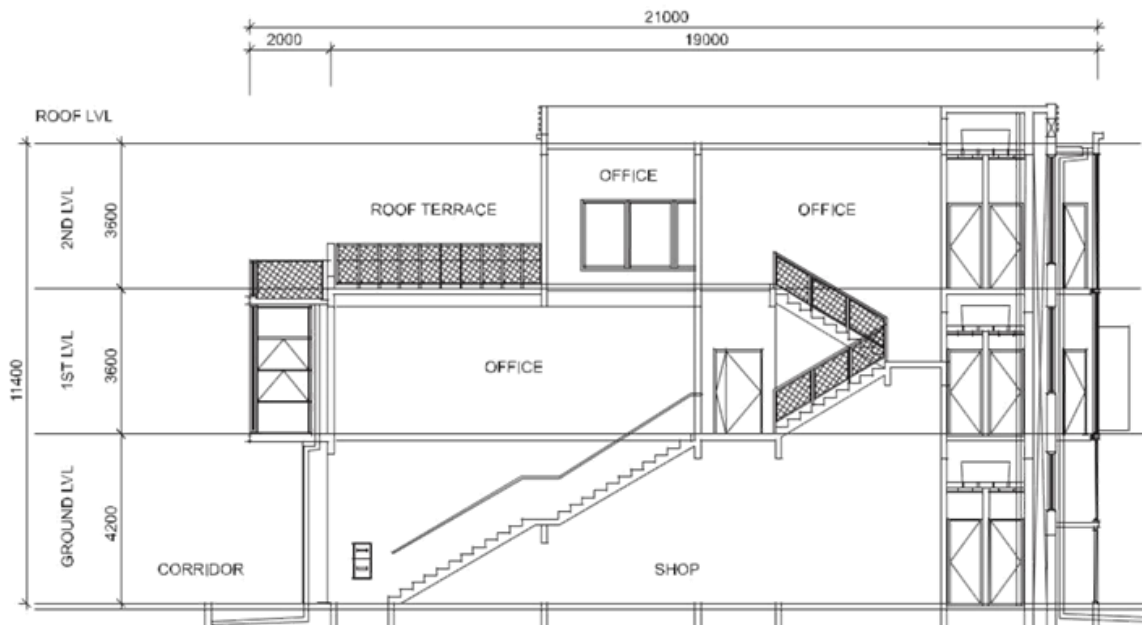 21000
2000
19000
ROOF LVL
OFFICE
ROOF TERRACE
OFFICE
2ND LVL
3600
1ST LVL
3600
OFFICE
11400
GROUND LVL
4200
CORRIDOR
SHOP